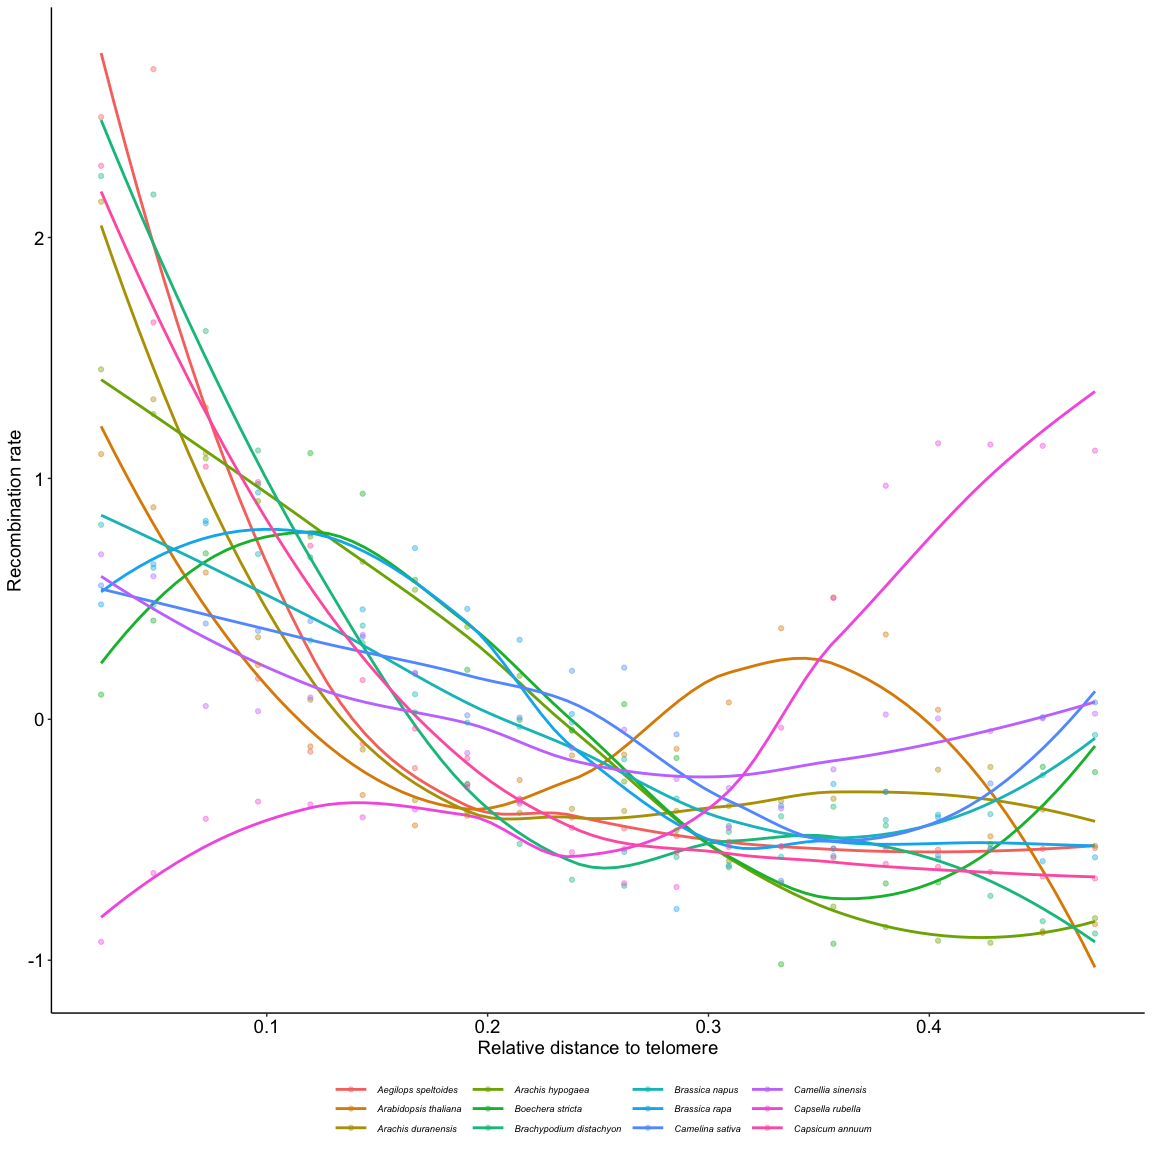 Recombination rate
2
1
0
-1
0.1 0.2 0.3 0.4
Relative distance to telomere
Aegilops speltoides Arachis hypogaea Brassica napus Camellia sinensis
Arabidopsis thaliana Boechera stricta Brassica rapa Capsella rubella
Arachis duranensis Brachypodium distachyon Camelina sativa Capsicum annuum